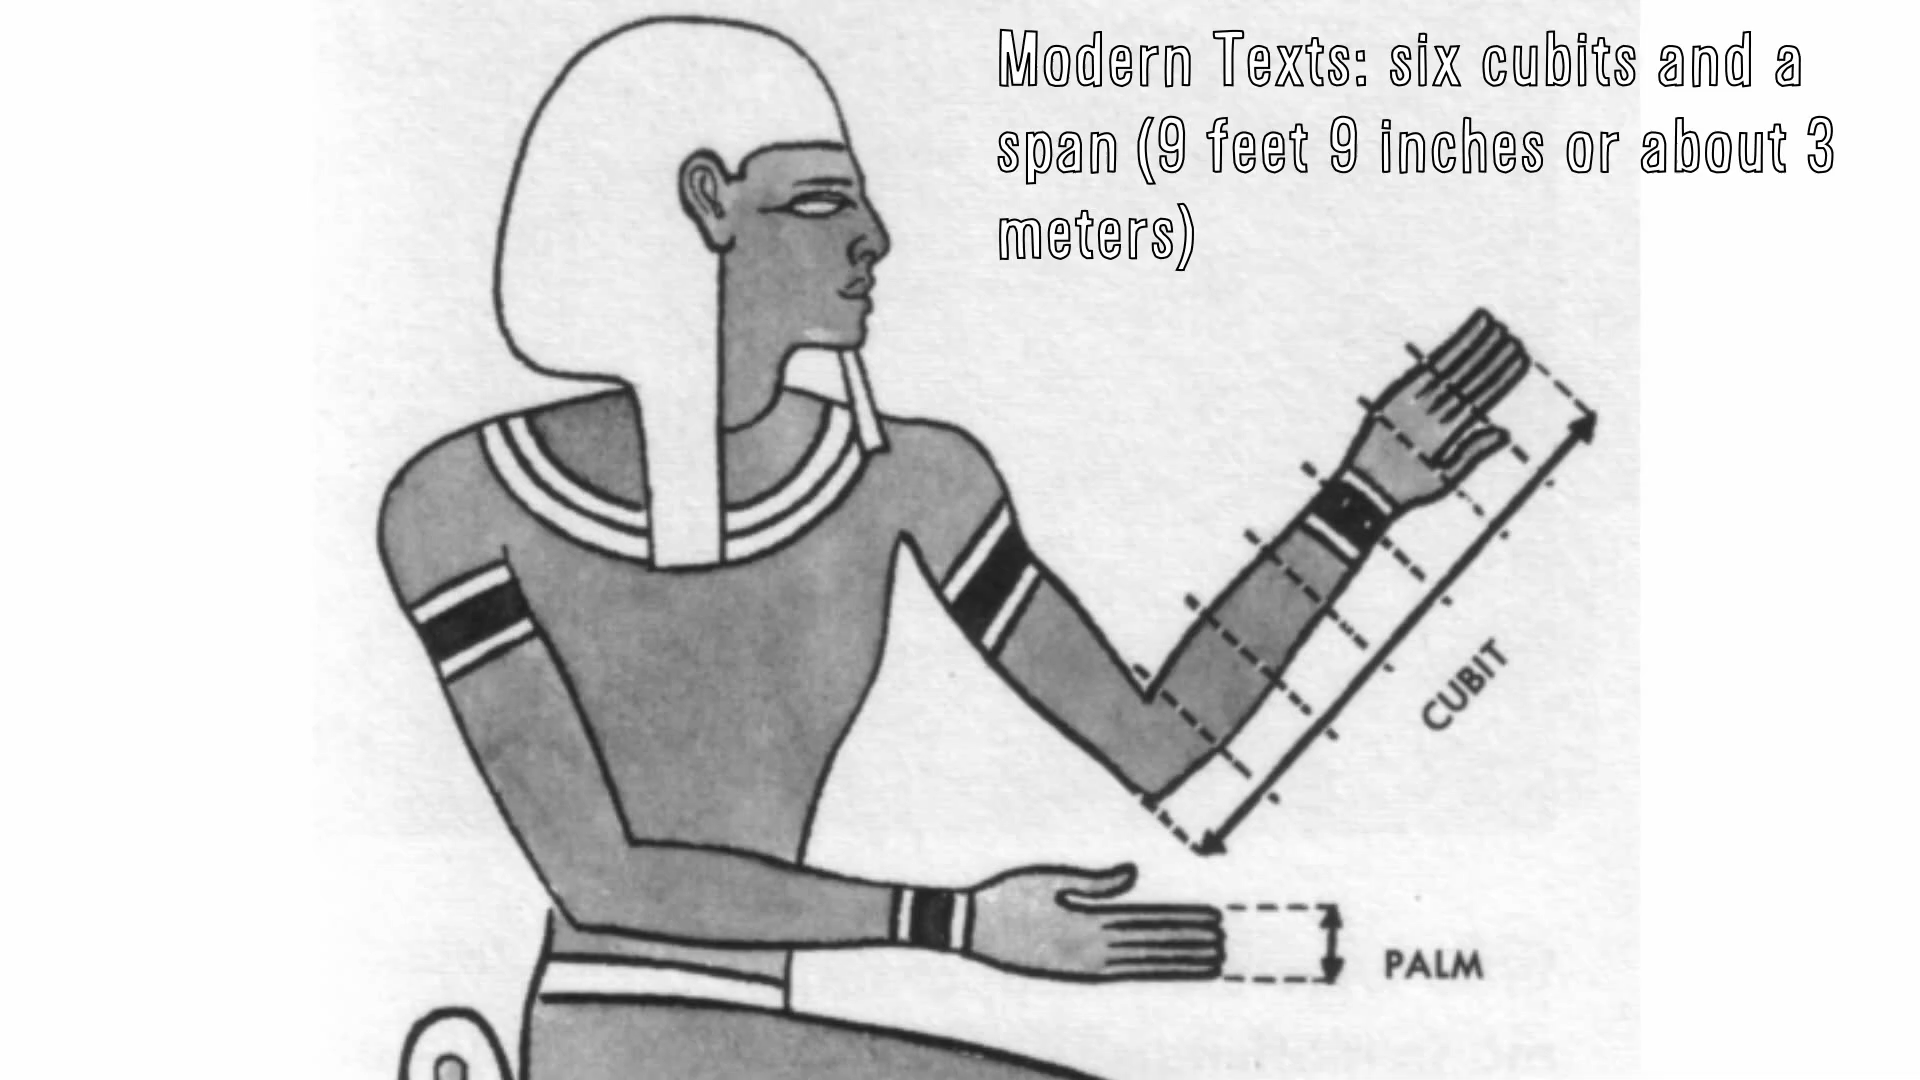 Modern Texts: six cubits and a
span (9 feet 9 inches or about 3
meters)
CUBIT
PALM